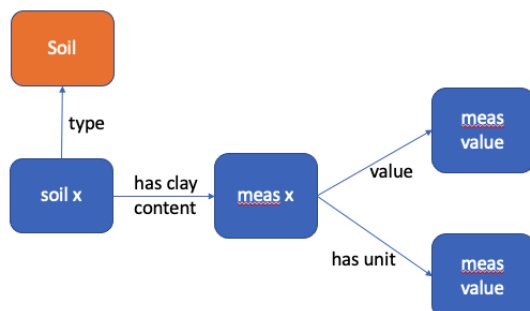 Soil
type
soil x
has clay
content
meas x
value
has unit
meas
value
meas
value